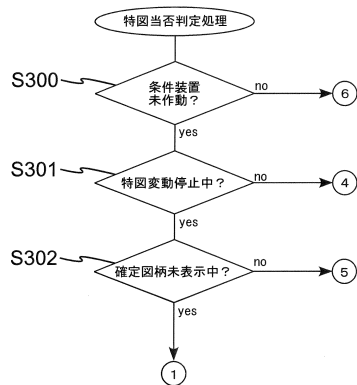 特図当否判定処理
S300
条件装置
未作動?
no
6
yes
S301
特図変動停止中?
no
4
yes
S302
確定図柄未表示中?
no
5
yes
1